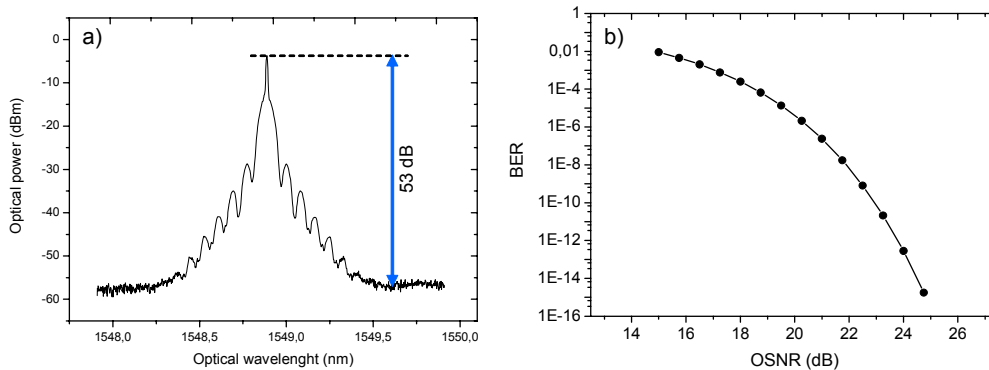 a)
0
-10
-20
-30
-40
-50
-60
Optical power (dBm)
53 dB
1548,0 1548,5 1549,0 1549,5 1550,0
Optical wavelenght (nm)
b)
1
0,01
1E-4
1E-6
1E-8
1E-10
1E-12
1E-14
1E-16
BER
14 16 18 20 22 24 26
OSNR (dB)